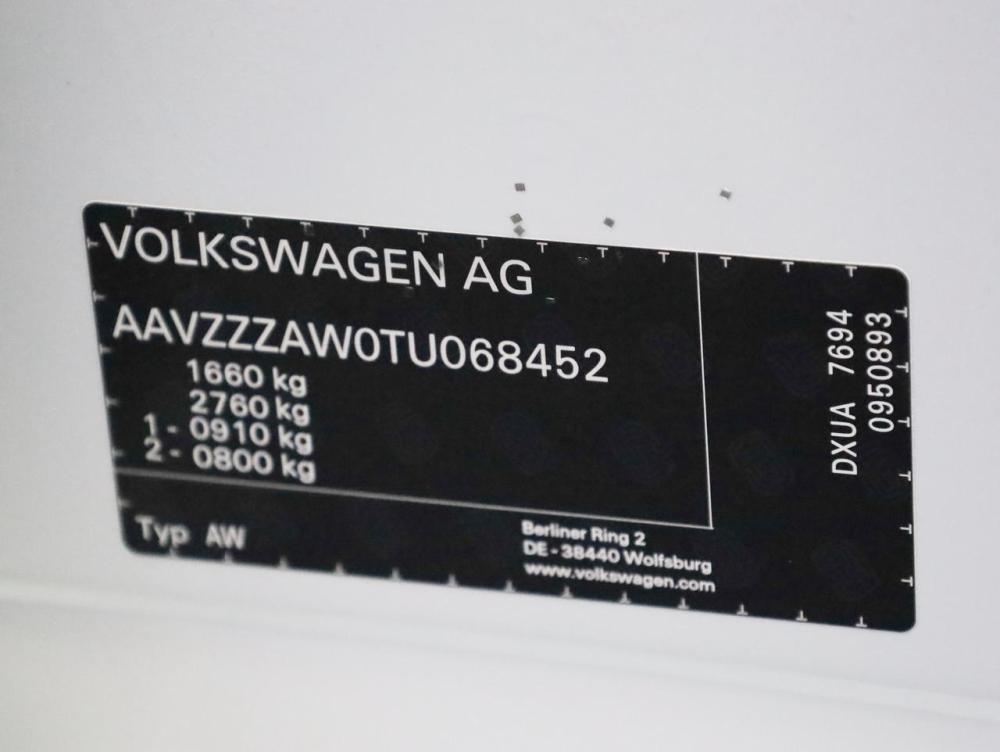 VOLKSWAGEN AG
AAVZZZAW0TU068452
1660 kg
2760 kg
1 - 0910 kg
2 - 0800 kg
Typ AW
Berliner Ring 2
DE - 38440 Wolfsburg
www.volkswagen.com
DXUA 7694
0950893